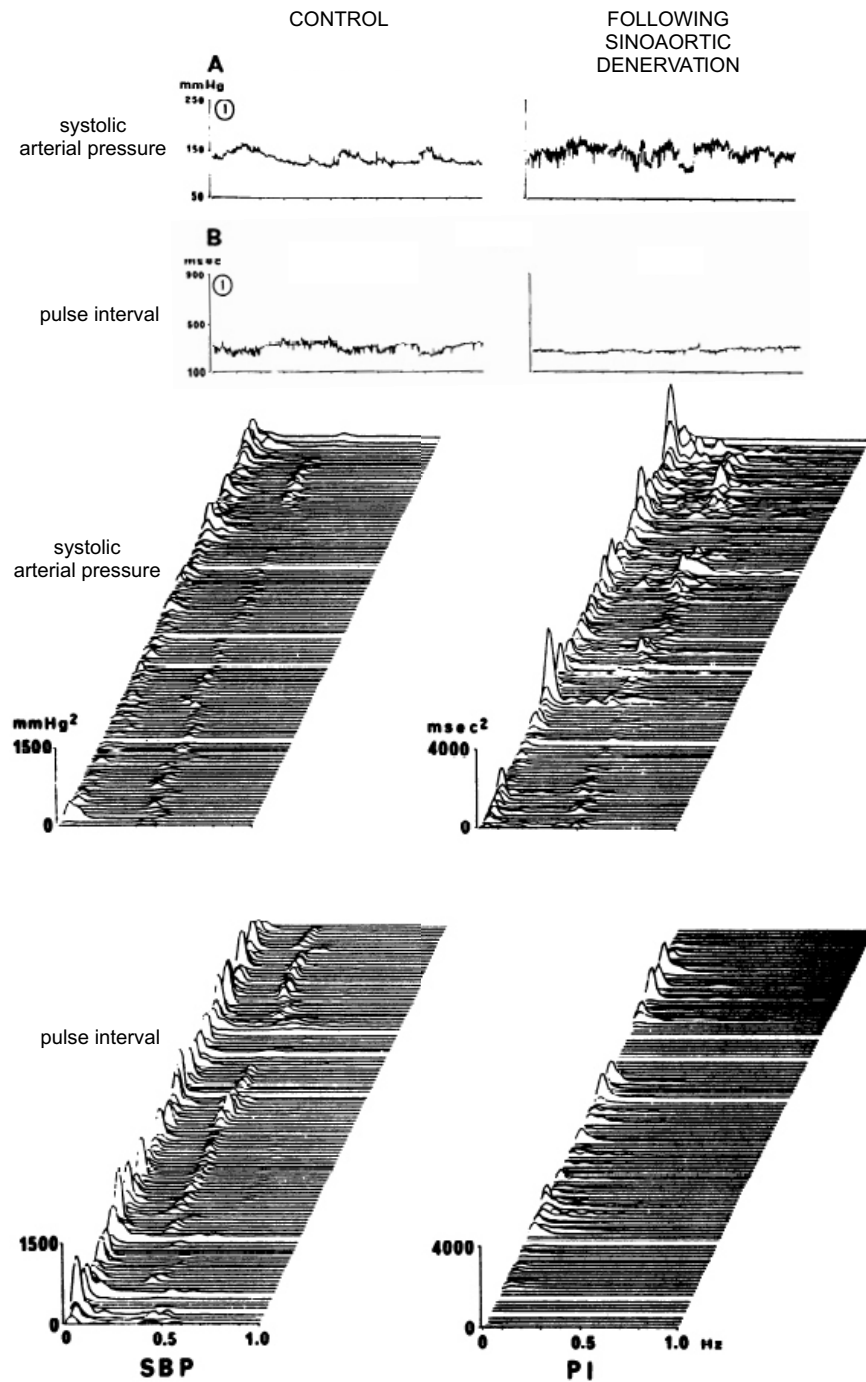 CONTROL
FOLLOWING
SINOAORTIC
DENERVATION
A
mmHg
250
1
150
50
systolic
arterial pressure
B
msec
900
1
500
100
pulse interval
systolic
arterial pressure
mmHg2
1500
0
msec2
4000
0
pulse interval
1500
0
4000
0
0 0.5 1.0
0 0.5 1.0 Hz
SBP
PI